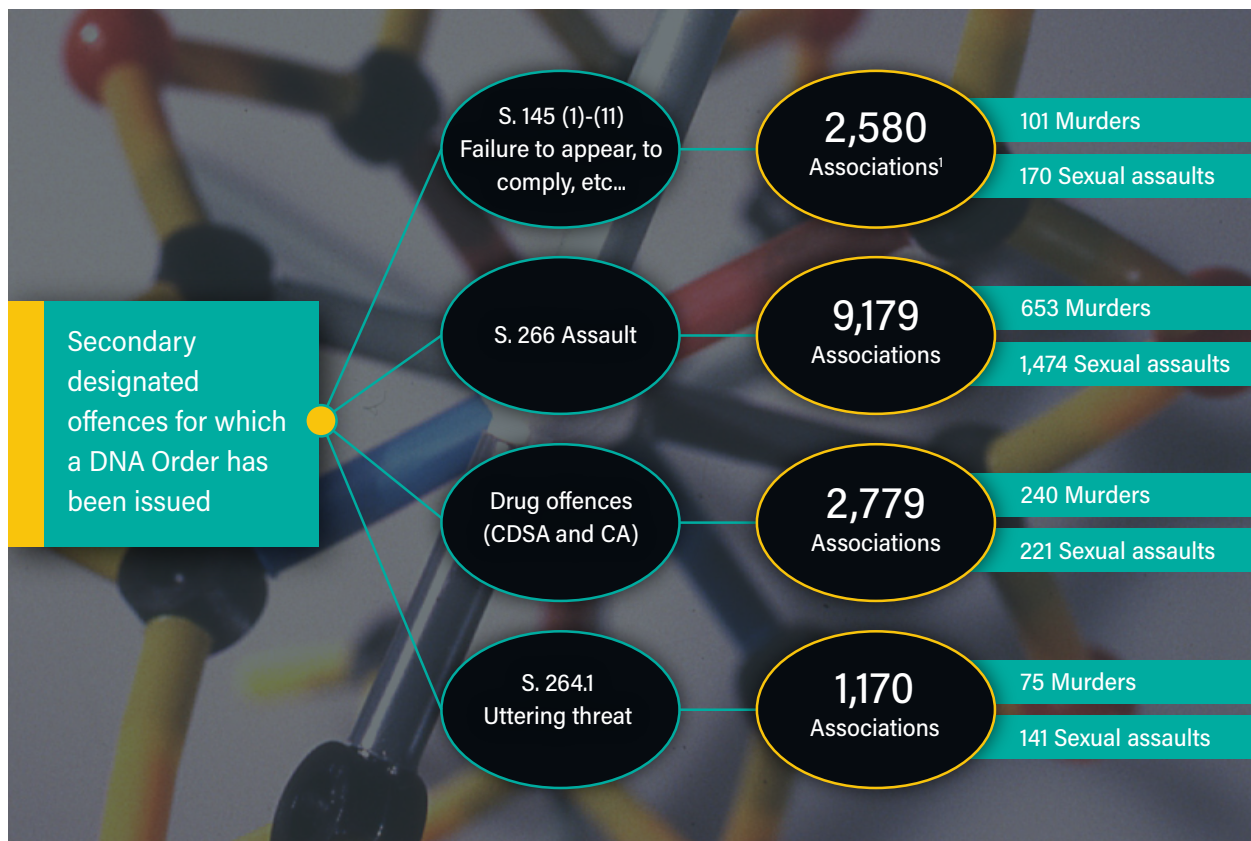 Secondary
designated
offences for which
a DNA Order has
been issued
S. 145 (1)-(11)
Failure to appear, to
comply, etc...
2,580
Associations¹
101 Murders
170 Sexual assaults
S. 266 Assault
9,179
Associations
653 Murders
1,474 Sexual assaults
Drug offences
(CDSA and CA)
2,779
Associations
240 Murders
221 Sexual assaults
S. 264.1
Uttering threat
1,170
Associations
75 Murders
141 Sexual assaults